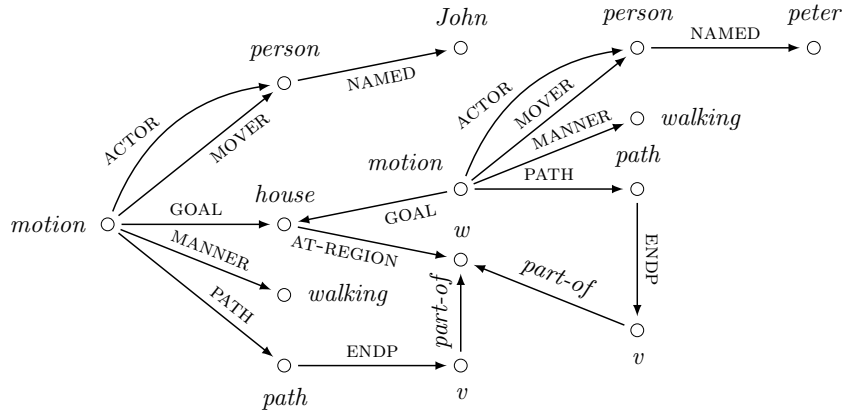 John
person
peter
person
NAMED
NAMED
ACTOR
MOVER
MANNER
walking
ACTOR
MOVER
motion
PATH
path
house
GOAL
motion
GOAL
AT-REGION
w
MANNER
ENDP
part-of
walking
PATH
part-of
v
ENDP
path
v